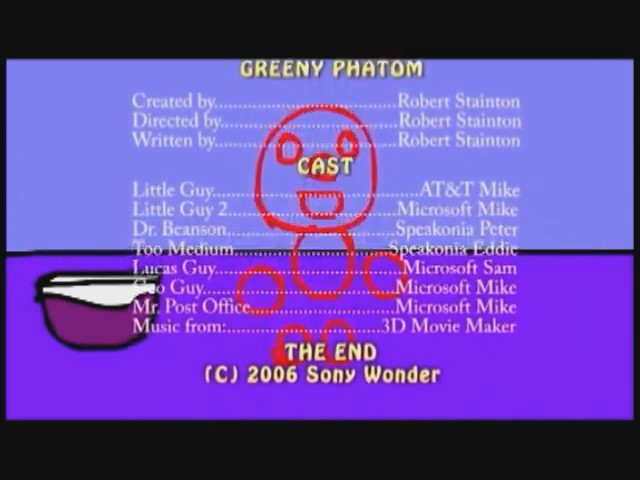 GREENY PHATOM
Created by..............................Robert Stainton
Directed by.............................Robert Stainton
Written by..............................Robert Stainton
CAST
Little Guy..................................AT&T Mike
Little Guy 2............................Microsoft Mike
Dr. Beanson............................Speakonia Peter
Too Medium..........................Speakonia Eddie
Lucas Guy...............................Microsoft Sam
Guy................................Microsoft Mike
Mr. Post Office.........................Microsoft Mike
Music from:..........................3D Movie Maker
THE END
(C) 2006 Sony Wonder